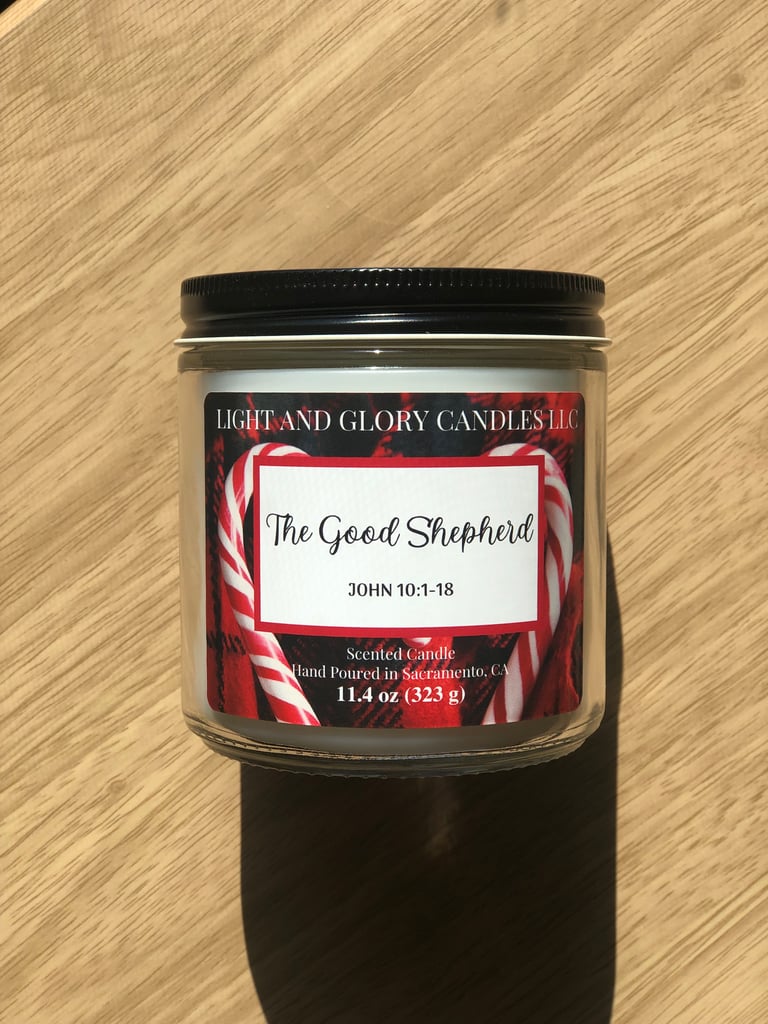 LIGHT AND GLORY CANDLES LLC
The Good Shepherd
JOHN 10:1-18
Scented Candle
Hand Poured in Sacramento, CA
11.4 oz (323 g)